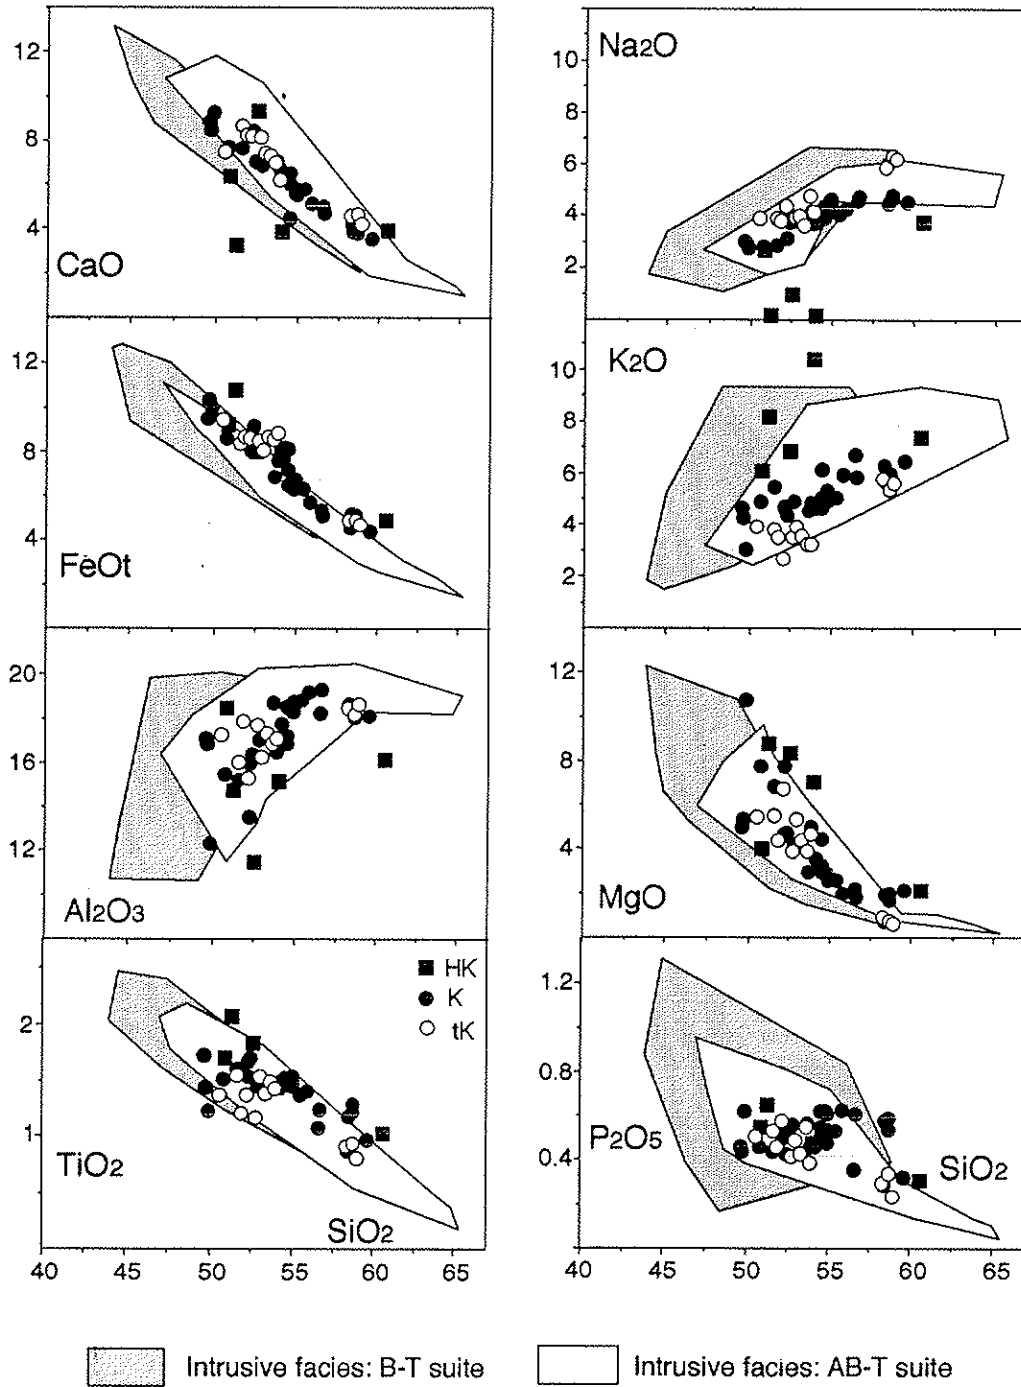 12
8
4
CaO
10
8
6
4
2
Na2O
12
8
4
FeOt
10
8
6
4
2
K2O
20
16
12
Al2O3
12
8
4
MgO
2
1
TiO2
SiO2
HK
K
tK
1.2
0.8
0.4
P2O5
SiO2
40 45 50 55 60 65
40 45 50 55 60 65
Intrusive facies: B-T suite
Intrusive facies: AB-T suite